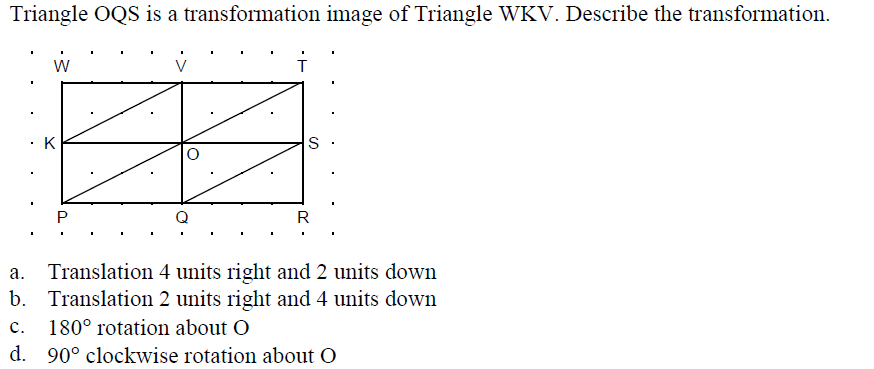 Triangle OQS is a transformation image of Triangle WKV. Describe the transformation.
W V T
K O S
P Q R
a. Translation 4 units right and 2 units down
b. Translation 2 units right and 4 units down
c. 180° rotation about O
d. 90° clockwise rotation about O